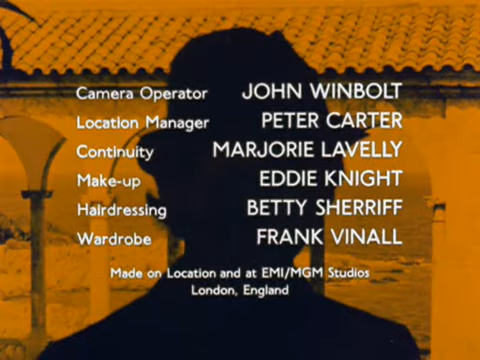 Camera Operator JOHN WINBOLT
Location Manager PETER CARTER
Continuity MARJORIE LAVELLY
Make-up EDDIE KNIGHT
Hairdressing BETTY SHERRIFF
Wardrobe FRANK VINALL
Made on Location and at EMI/MGM Studios
London, England